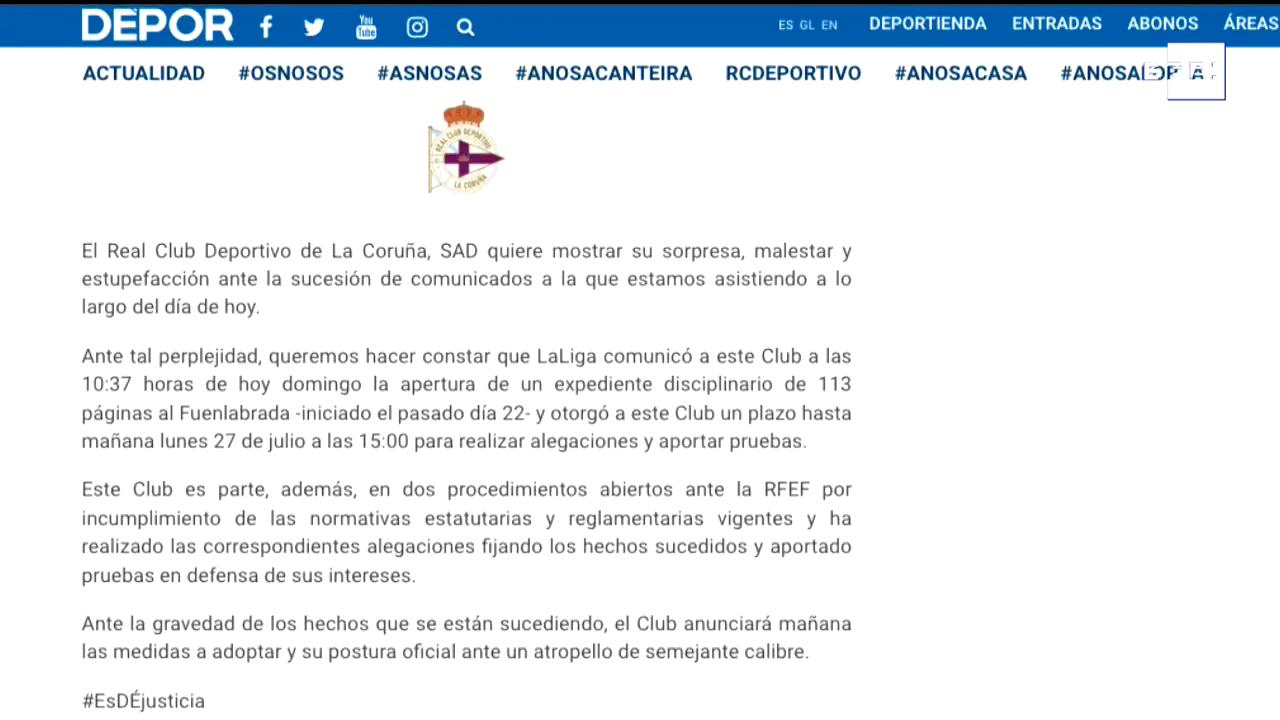 DÉPOR
ES GL EN DEPORTIENDA ENTRADAS ABONOS ÁREAS
ACTUALIDAD #OSNOSOS #ASNOSAS #ANOSACANTEIRA RCDEPORTIVO #ANOSACASA
REAL CLUB DEPORTIVO
LA CORUÑA
El Real Club Deportivo de La Coruña, SAD quiere mostrar su sorpresa, malestar y
estupefacción ante la sucesión de comunicados a la que estamos asistiendo a lo
largo del día de hoy.
Ante tal perplejidad, queremos hacer constar que LaLiga comunicó a este Club a las
10:37 horas de hoy domingo la apertura de un expediente disciplinario de 113
páginas al Fuenlabrada -iniciado el pasado día 22- y otorgó a este Club un plazo hasta
mañana lunes 27 de julio a las 15:00 para realizar alegaciones y aportar pruebas.
Este Club es parte, además, en dos procedimientos abiertos ante la RFEF por
incumplimiento de las normativas estatutarias y reglamentarias vigentes y ha
realizado las correspondientes alegaciones fijando los hechos sucedidos y aportado
pruebas en defensa de sus intereses.
Ante la gravedad de los hechos que se están sucediendo, el Club anunciará mañana
las medidas a adoptar y su postura oficial ante un atropello de semejante calibre.
#EsDÉjusticia